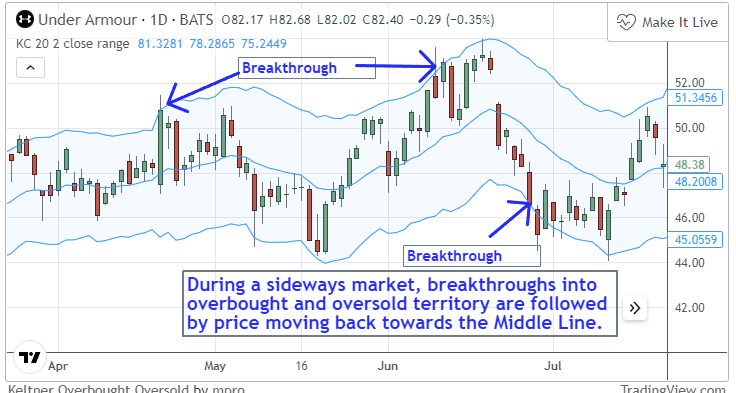 Under Armour · 1D · BATS O82.17 H82.68 L82.02 C82.40 −0.29 (−0.35%)
Make It Live
KC 20 2 close range 81.3281 78.2865 75.2449
Breakthrough
52.00
51.3456
50.00
48.38
48.2008
46.00
45.0559
Breakthrough
44.00
During a sideways market, breakthroughs into
overbought and oversold territory are followed
by price moving back towards the Middle Line.
42.00
Apr May 16 Jun Jul
Keltner Overbought Oversold by mpro
TradingView.com